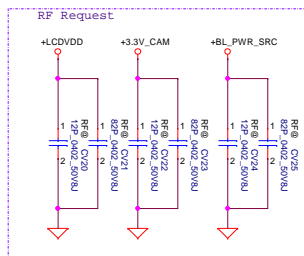 RF Request
+LCDVDD
+3.3V_CAM
+BL_PWR_SRC
1
2
RF@
CV20
12P_0402_50V8J
1
2
RF@
CV21
82P_0402_50V8J
1
2
RF@
CV22
12P_0402_50V8J
1
2
RF@
CV23
82P_0402_50V8J
1
2
RF@
CV24
12P_0402_50V8J
1
2
RF@
CV25
82P_0402_50V8J